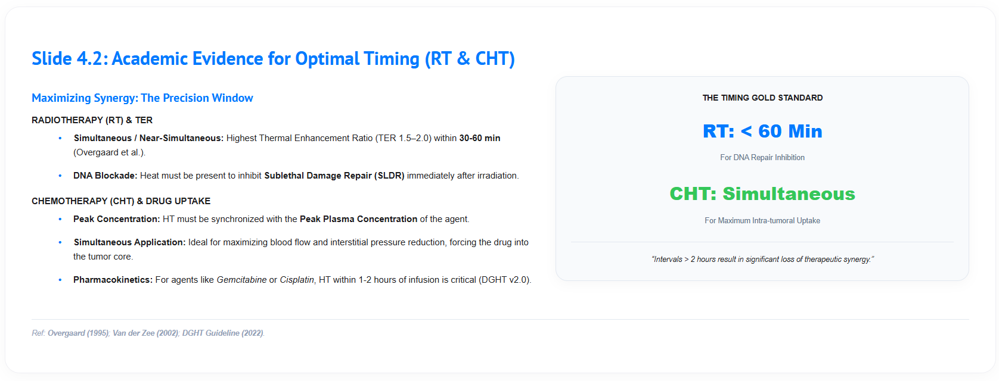 Slide 4.2: Academic Evidence for Optimal Timing (RT & CHT)
Maximizing Synergy: The Precision Window
RADIOTHERAPY (RT) & TER
• Simultaneous / Near-Simultaneous: Highest Thermal Enhancement Ratio (TER 1.5–2.0) within 30-60 min
(Overgaard et al.).
• DNA Blockade: Heat must be present to inhibit Sublethal Damage Repair (SLDR) immediately after irradiation.
CHEMOTHERAPY (CHT) & DRUG UPTAKE
• Peak Concentration: HT must be synchronized with the Peak Plasma Concentration of the agent.
• Simultaneous Application: Ideal for maximizing blood flow and interstitial pressure reduction, forcing the drug into
the tumor core.
• Pharmacokinetics: For agents like Gemcitabine or Cisplatin, HT within 1-2 hours of infusion is critical (DGHT v2.0).
THE TIMING GOLD STANDARD
RT: < 60 Min
For DNA Repair Inhibition
CHT: Simultaneous
For Maximum Intra-tumoral Uptake
“Intervals > 2 hours result in significant loss of therapeutic synergy.”
Ref: Overgaard (1995); Van der Zee (2002); DGHT Guideline (2022).